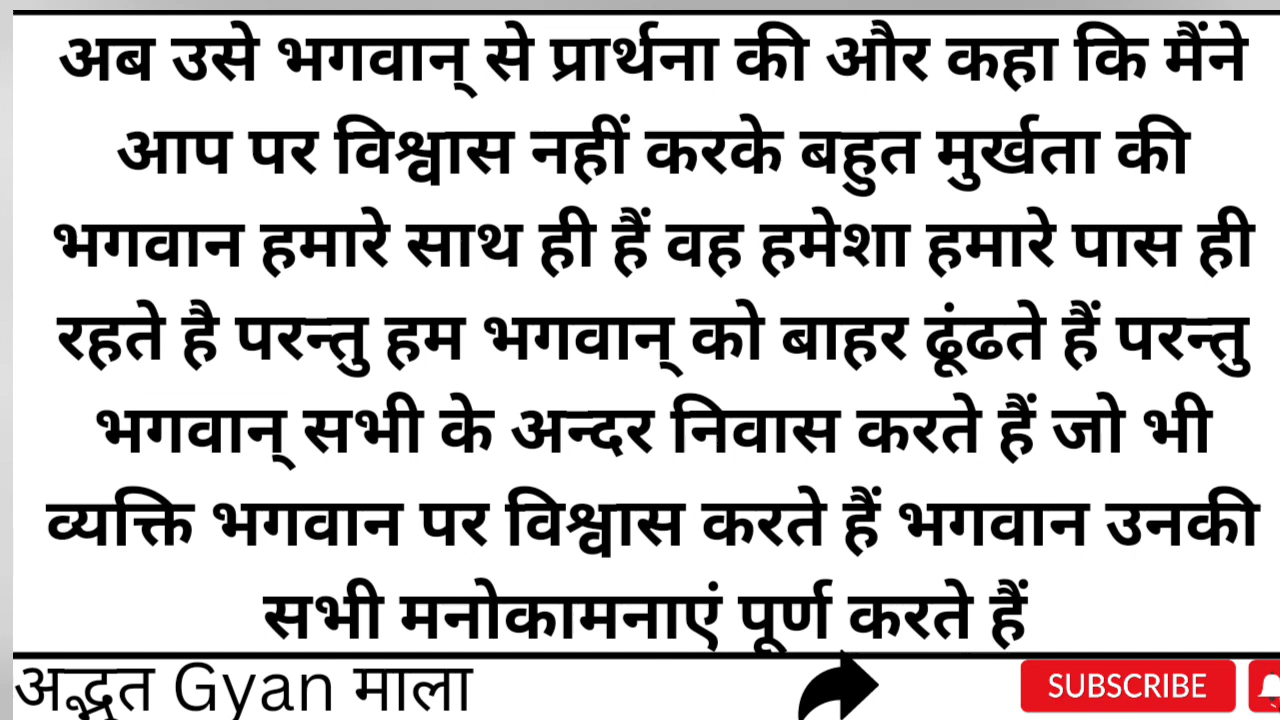 अब उसे भगवान् से प्रार्थना की और कहा कि मैंने
आप पर विश्वास नहीं करके बहुत मुर्खता की
भगवान हमारे साथ ही हैं वह हमेशा हमारे पास ही
रहते है परन्तु हम भगवान् को बाहर ढूंढते हैं परन्तु
भगवान् सभी के अन्दर निवास करते हैं जो भी
व्यक्ति भगवान पर विश्वास करते हैं भगवान उनकी
सभी मनोकामनाएं पूर्ण करते हैं
अद्भुत Gyan माला
SUBSCRIBE